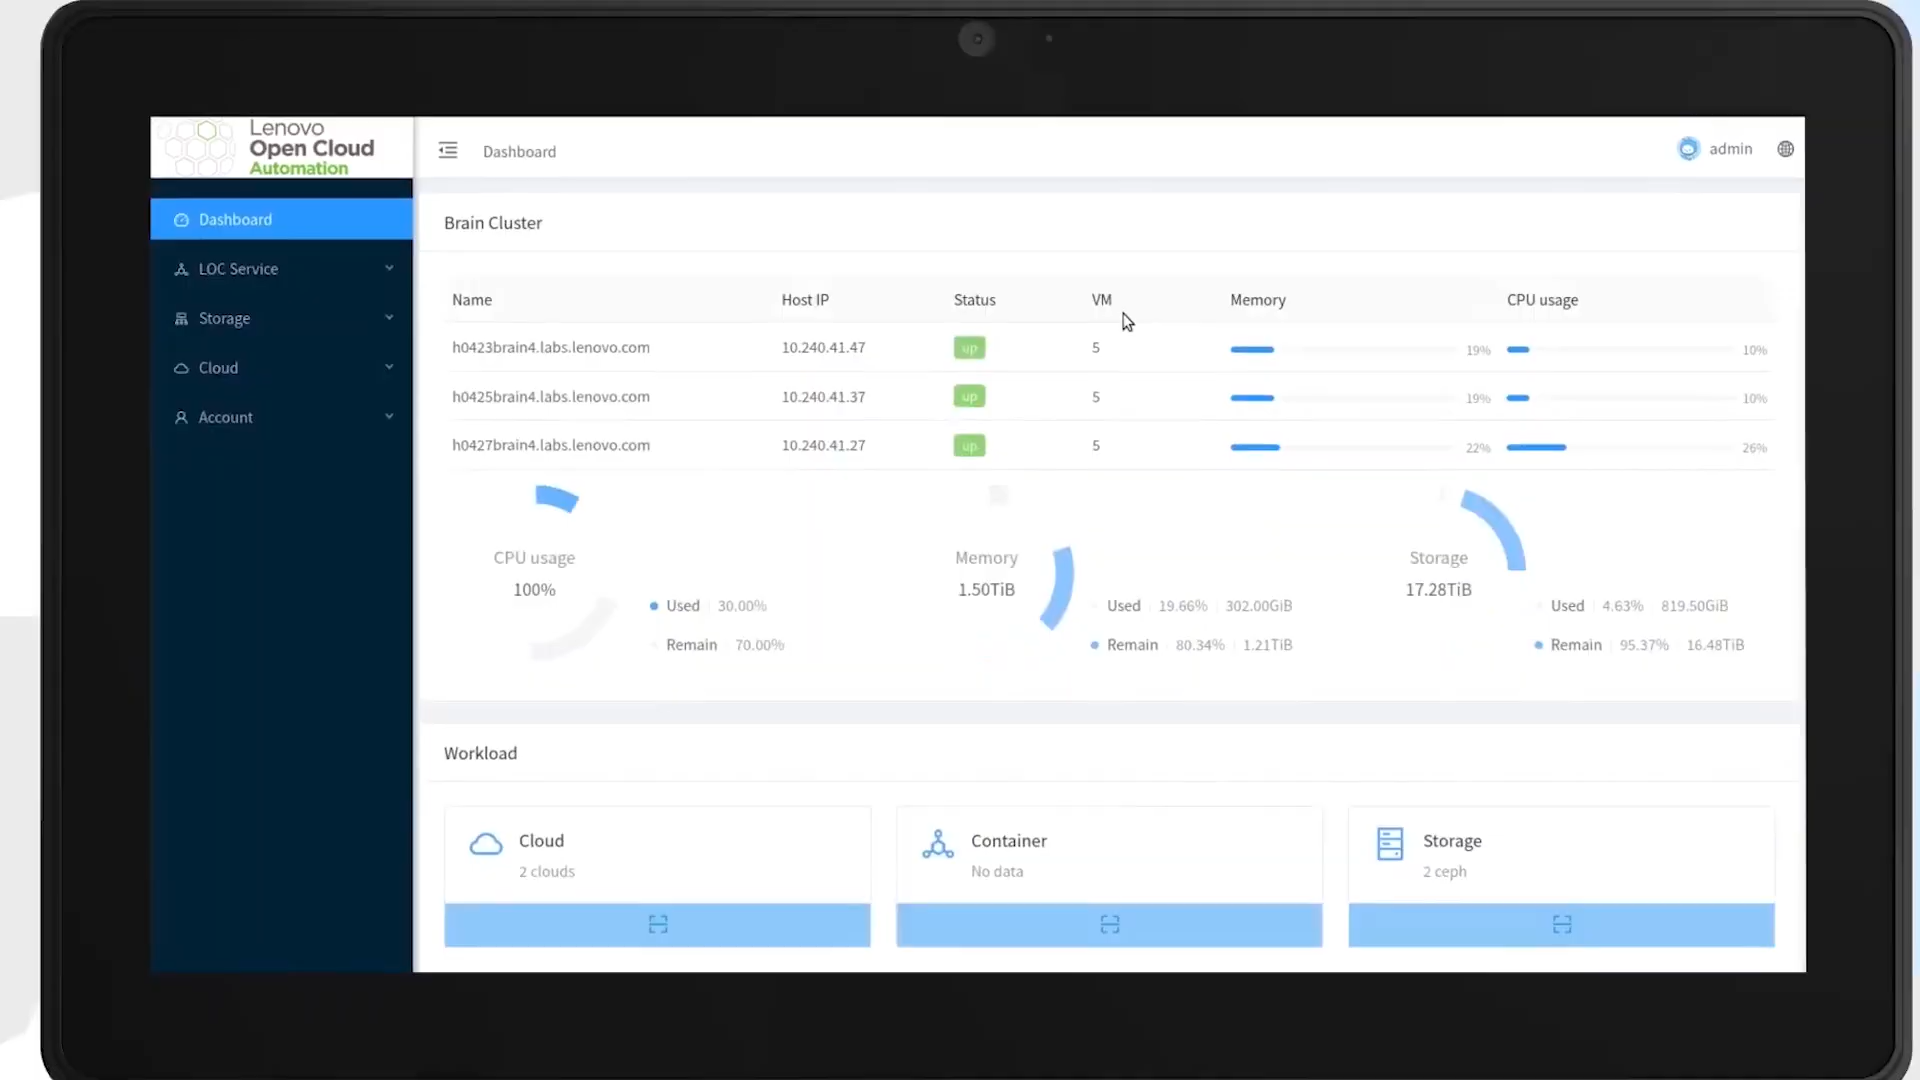 Lenovo
Open Cloud
Automation
Dashboard
admin
Dashboard
LOC Service
Storage
Cloud
Account
Brain Cluster
Name Host IP Status VM Memory CPU usage
h0423brain4.labs.lenovo.com 10.240.41.47 up 5 19% 10%
h0425brain4.labs.lenovo.com 10.240.41.37 up 5 19% 10%
h0427brain4.labs.lenovo.com 10.240.41.27 up 5 22% 26%
CPU usage
100%
Used 30.00%
Remain 70.00%
Memory
1.50TiB
Used 19.66% 302.00GiB
Remain 80.34% 1.21TiB
Storage
17.28TiB
Used 4.63% 819.50GiB
Remain 95.37% 16.48TiB
Workload
Cloud
2 clouds
Container
No data
Storage
2 ceph